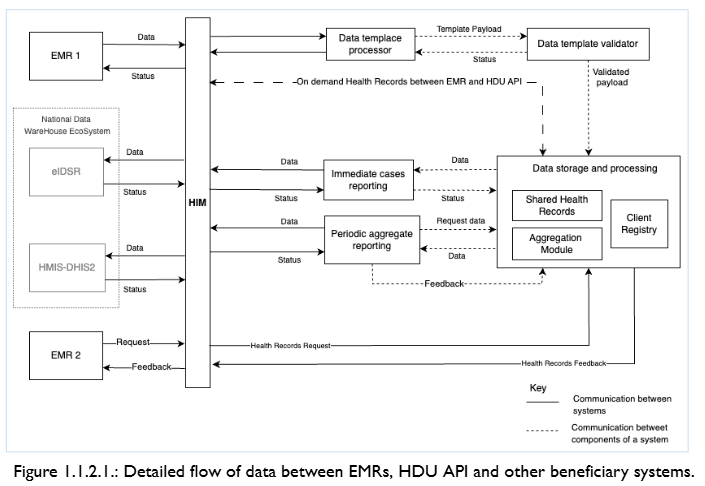 EMR 1
Data
Status
Data templace
processor
Template Payload
Status
Data template validator
Validated
payload
On demand Health Records between EMR and HDU API
National Data
WareHouse EcoSystem
eIDSR
Data
Status
HIM
Data
Status
Immediate cases
reporting
Data
Status
Data storage and processing
Shared Health
Records
Client
Registry
Aggregation
Module
Data
Status
Periodic aggregate
reporting
Request data
Data
Feedback
HMIS-DHIS2
Data
Status
EMR 2
Request
Feedback
Health Records Request
Health Records Feedback
Key
Communication between
systems
Communication betweet
components of a system
Figure 1.1.2.1.: Detailed flow of data between EMRs, HDU API and other beneficiary systems.